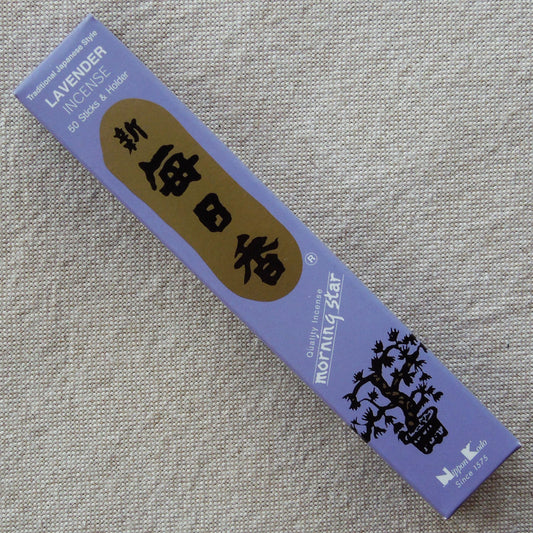 Traditional Japanese Style
LAVENDER
INCENSE
50 Sticks & Holder
新
毎日香
®
Quality Incense
morning star
Nippon Kodo
Since 1575